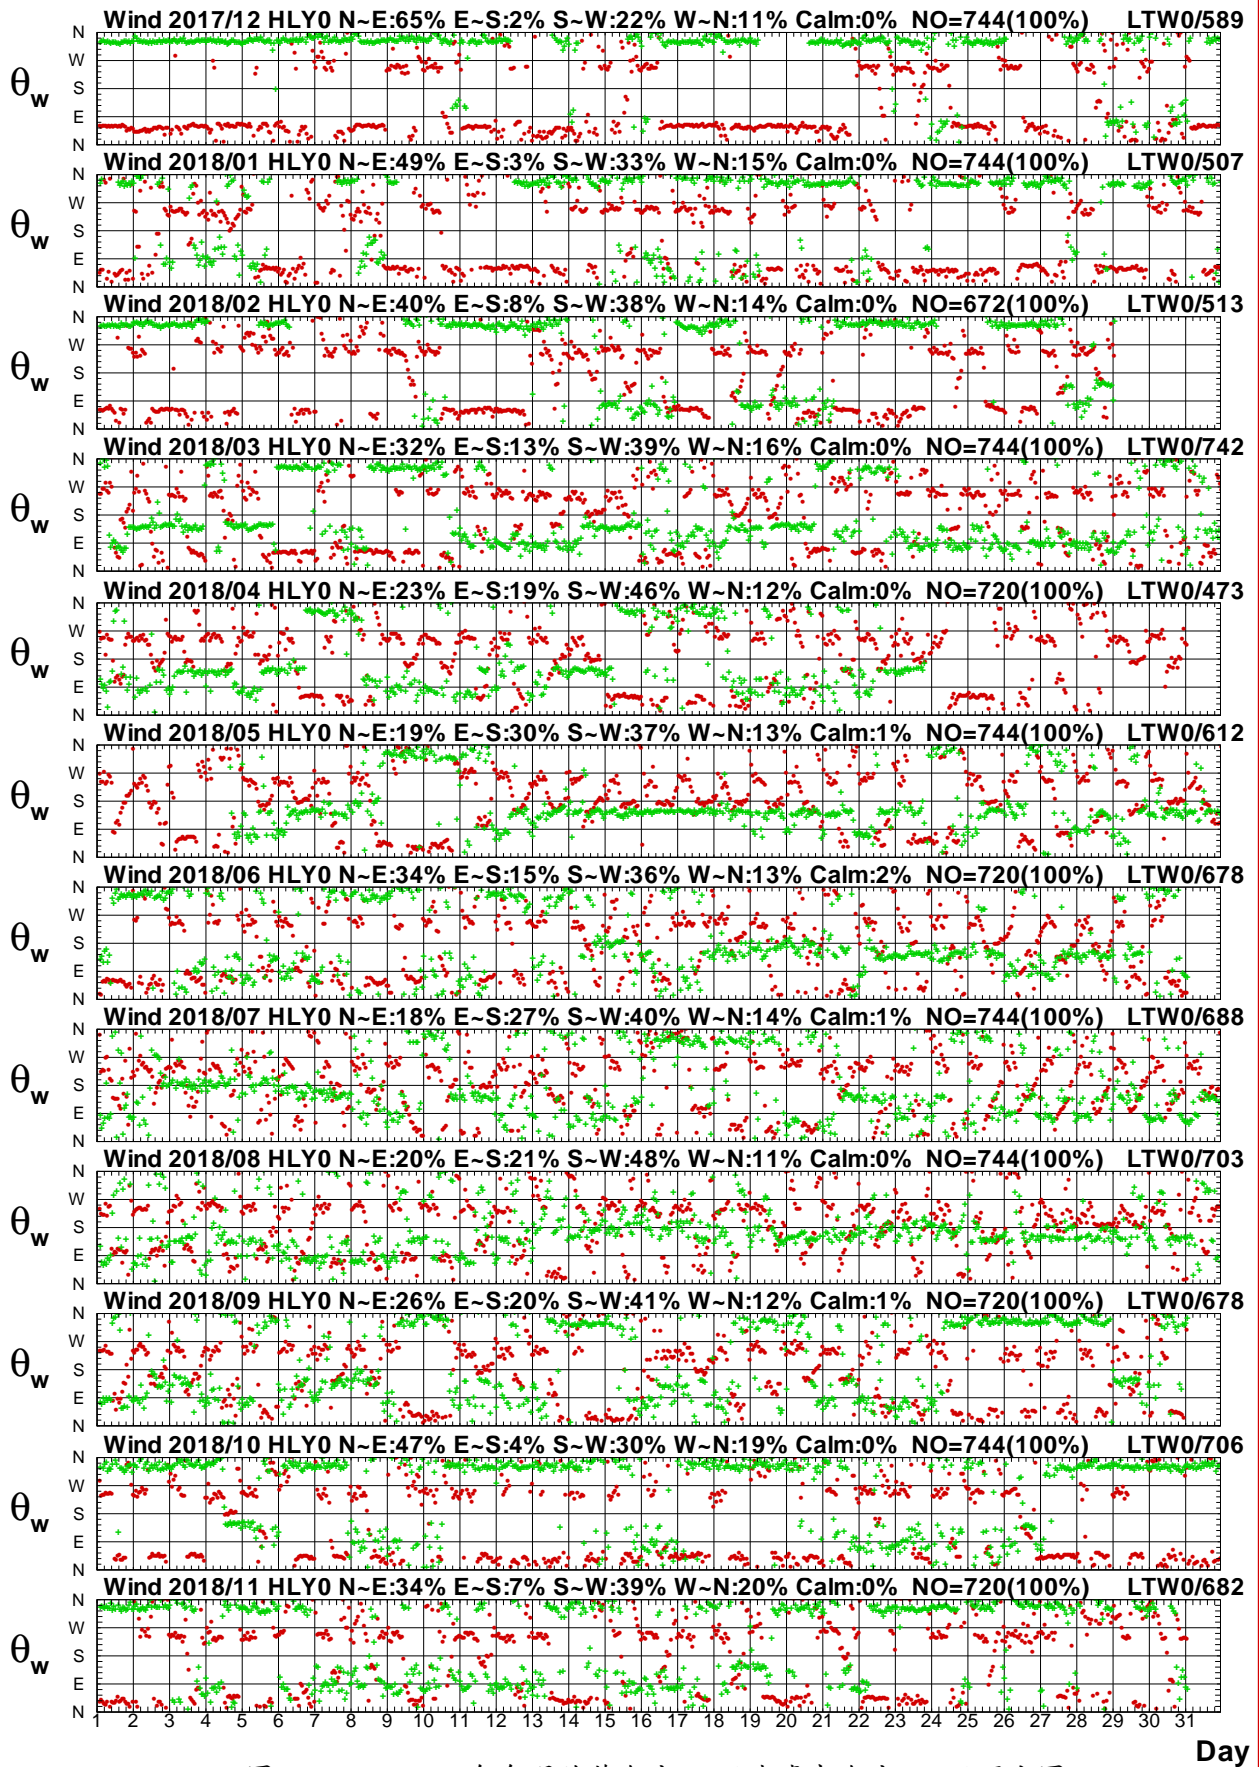 Wind 2017/12 HLY0 N~E:65% E~S:2% S~W:22% W~N:11% Calm:0% NO=744(100%) LTW0/589
N
W
θw
S
E
N
Wind 2018/01 HLY0 N~E:49% E~S:3% S~W:33% W~N:15% Calm:0% NO=744(100%) LTW0/507
N
W
θw
S
E
N
Wind 2018/02 HLY0 N~E:40% E~S:8% S~W:38% W~N:14% Calm:0% NO=672(100%) LTW0/513
N
W
θw
S
E
N
Wind 2018/03 HLY0 N~E:32% E~S:13% S~W:39% W~N:16% Calm:0% NO=744(100%) LTW0/742
N
W
θw
S
E
N
Wind 2018/04 HLY0 N~E:23% E~S:19% S~W:46% W~N:12% Calm:0% NO=720(100%) LTW0/473
N
W
θw
S
E
N
Wind 2018/05 HLY0 N~E:19% E~S:30% S~W:37% W~N:13% Calm:1% NO=744(100%) LTW0/612
N
W
θw
S
E
N
Wind 2018/06 HLY0 N~E:34% E~S:15% S~W:36% W~N:13% Calm:2% NO=720(100%) LTW0/678
N
W
θw
S
E
N
Wind 2018/07 HLY0 N~E:18% E~S:27% S~W:40% W~N:14% Calm:1% NO=744(100%) LTW0/688
N
W
θw
S
E
N
Wind 2018/08 HLY0 N~E:20% E~S:21% S~W:48% W~N:11% Calm:0% NO=744(100%) LTW0/703
N
W
θw
S
E
N
Wind 2018/09 HLY0 N~E:26% E~S:20% S~W:41% W~N:12% Calm:1% NO=720(100%) LTW0/678
N
W
θw
S
E
N
Wind 2018/10 HLY0 N~E:47% E~S:4% S~W:30% W~N:19% Calm:0% NO=744(100%) LTW0/706
N
W
θw
S
E
N
Wind 2018/11 HLY0 N~E:34% E~S:7% S~W:39% W~N:20% Calm:0% NO=720(100%) LTW0/682
N
W
θw
S
E
N
1 2 3 4 5 6 7 8 9 10 11 12 13 14 15 16 17 18 19 20 21 22 23 24 25 26 27 28 29 30 31
Day